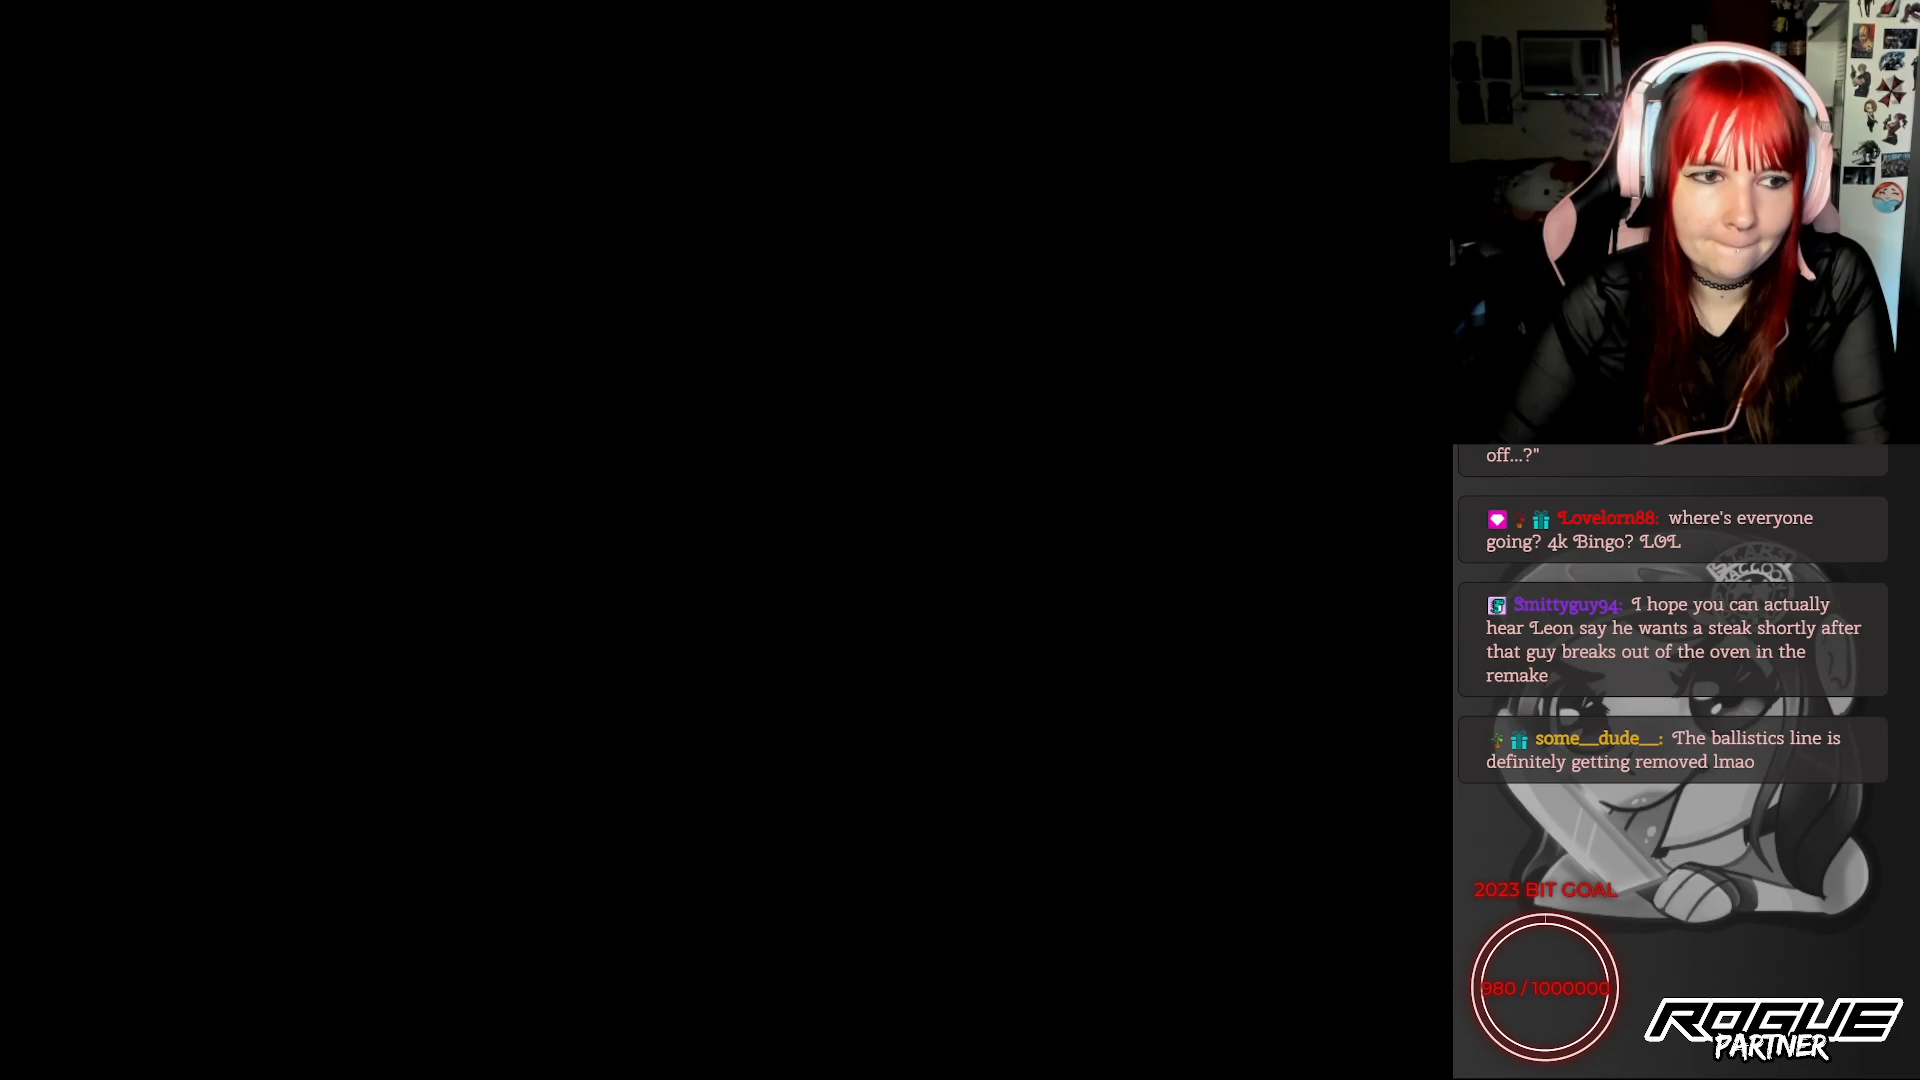 off...?"
Lovelorn88: where's everyone
going? 4k Bingo? LOL
Smittyguy94: I hope you can actually
hear Leon say he wants a steak shortly after
that guy breaks out of the oven in the
remake
some__dude__: The ballistics line is
definitely getting removed lmao
2023 BIT GOAL
980 / 1000000
ROGUE
PARTNER